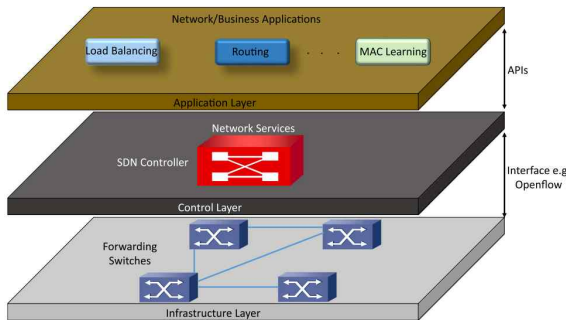 Network/Business Applications
Load Balancing
Routing
. . .
MAC Learning
APIs
Application Layer
Network Services
SDN Controller
Interface e.g
Openflow
Control Layer
Forwarding
Switches
Infrastructure Layer